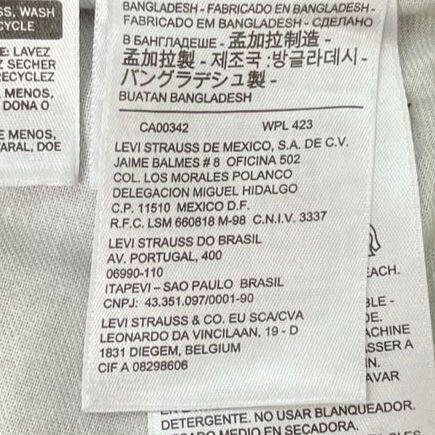 SS, WASH
CYCLE
E: LAVEZ
Z SECHER
RECYCLEZ
MENOS,
DONA O
E MENOS,
ARAL, DOE
BANGLADESH - FABRICADO EN BANGLADESH -
FABRICADO EM BANGLADESH - СДЕЛАНО
В БАНГЛАДЕШЕ - 孟加拉制造 -
孟加拉製 - 제조국 :방글라데시 -
バングラデシュ製 -
BUATAN BANGLADESH
CA00342 WPL 423
LEVI STRAUSS DE MEXICO, S.A. DE C.V.
JAIME BALMES # 8 OFICINA 502
COL. LOS MORALES POLANCO
DELEGACION MIGUEL HIDALGO
C.P. 11510 MEXICO D.F.
R.F.C. LSM 660818 M-98 C.N.I.V. 3337
LEVI STRAUSS DO BRASIL
AV. PORTUGAL, 400
06990-110
ITAPEVI – SAO PAULO BRASIL
CNPJ: 43.351.097/0001-90
LEVI STRAUSS & CO. EU SCA/CVA
LEONARDO DA VINCILAAN, 19 - D
1831 DIEGEM, BELGIUM
CIF A 08298606
EACH.
BLE -
ACHINE
ASSER A
AVAR
DETERGENTE. NO USAR BLANQUEADOR.
CADO MEDIO EN SECADORA.